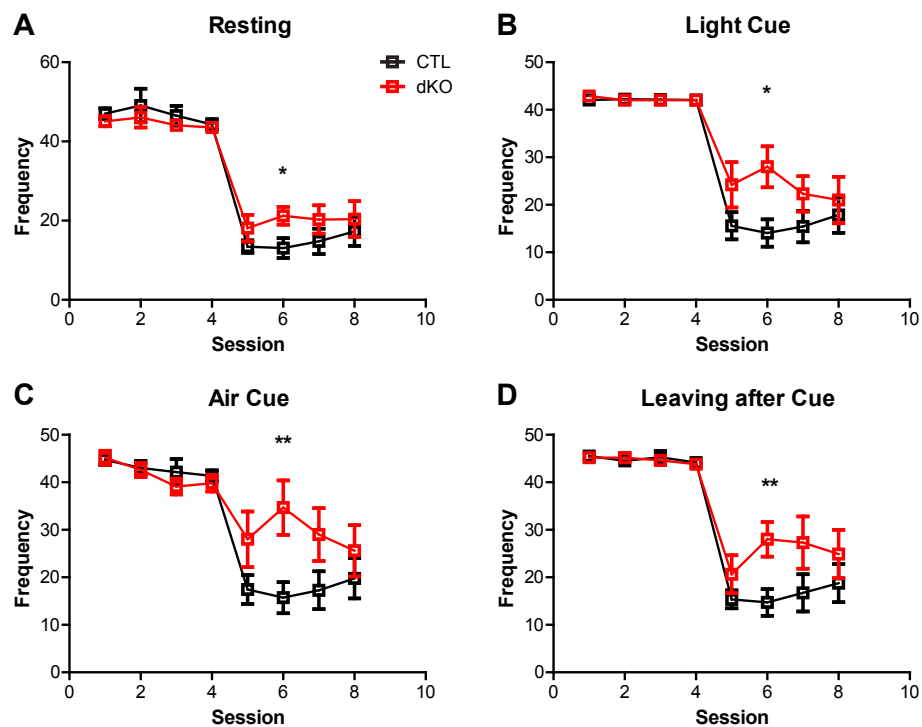 A
Resting
CTL
dKO
*
60
40
20
0
0 2 4 6 8 10
Frequency
Session
B
Light Cue
*
50
40
30
20
10
0
0 2 4 6 8 10
Frequency
Session
C
Air Cue
**
50
40
30
20
10
0
0 2 4 6 8 10
Frequency
Session
D
Leaving after Cue
**
50
40
30
20
10
0
0 2 4 6 8 10
Frequency
Session